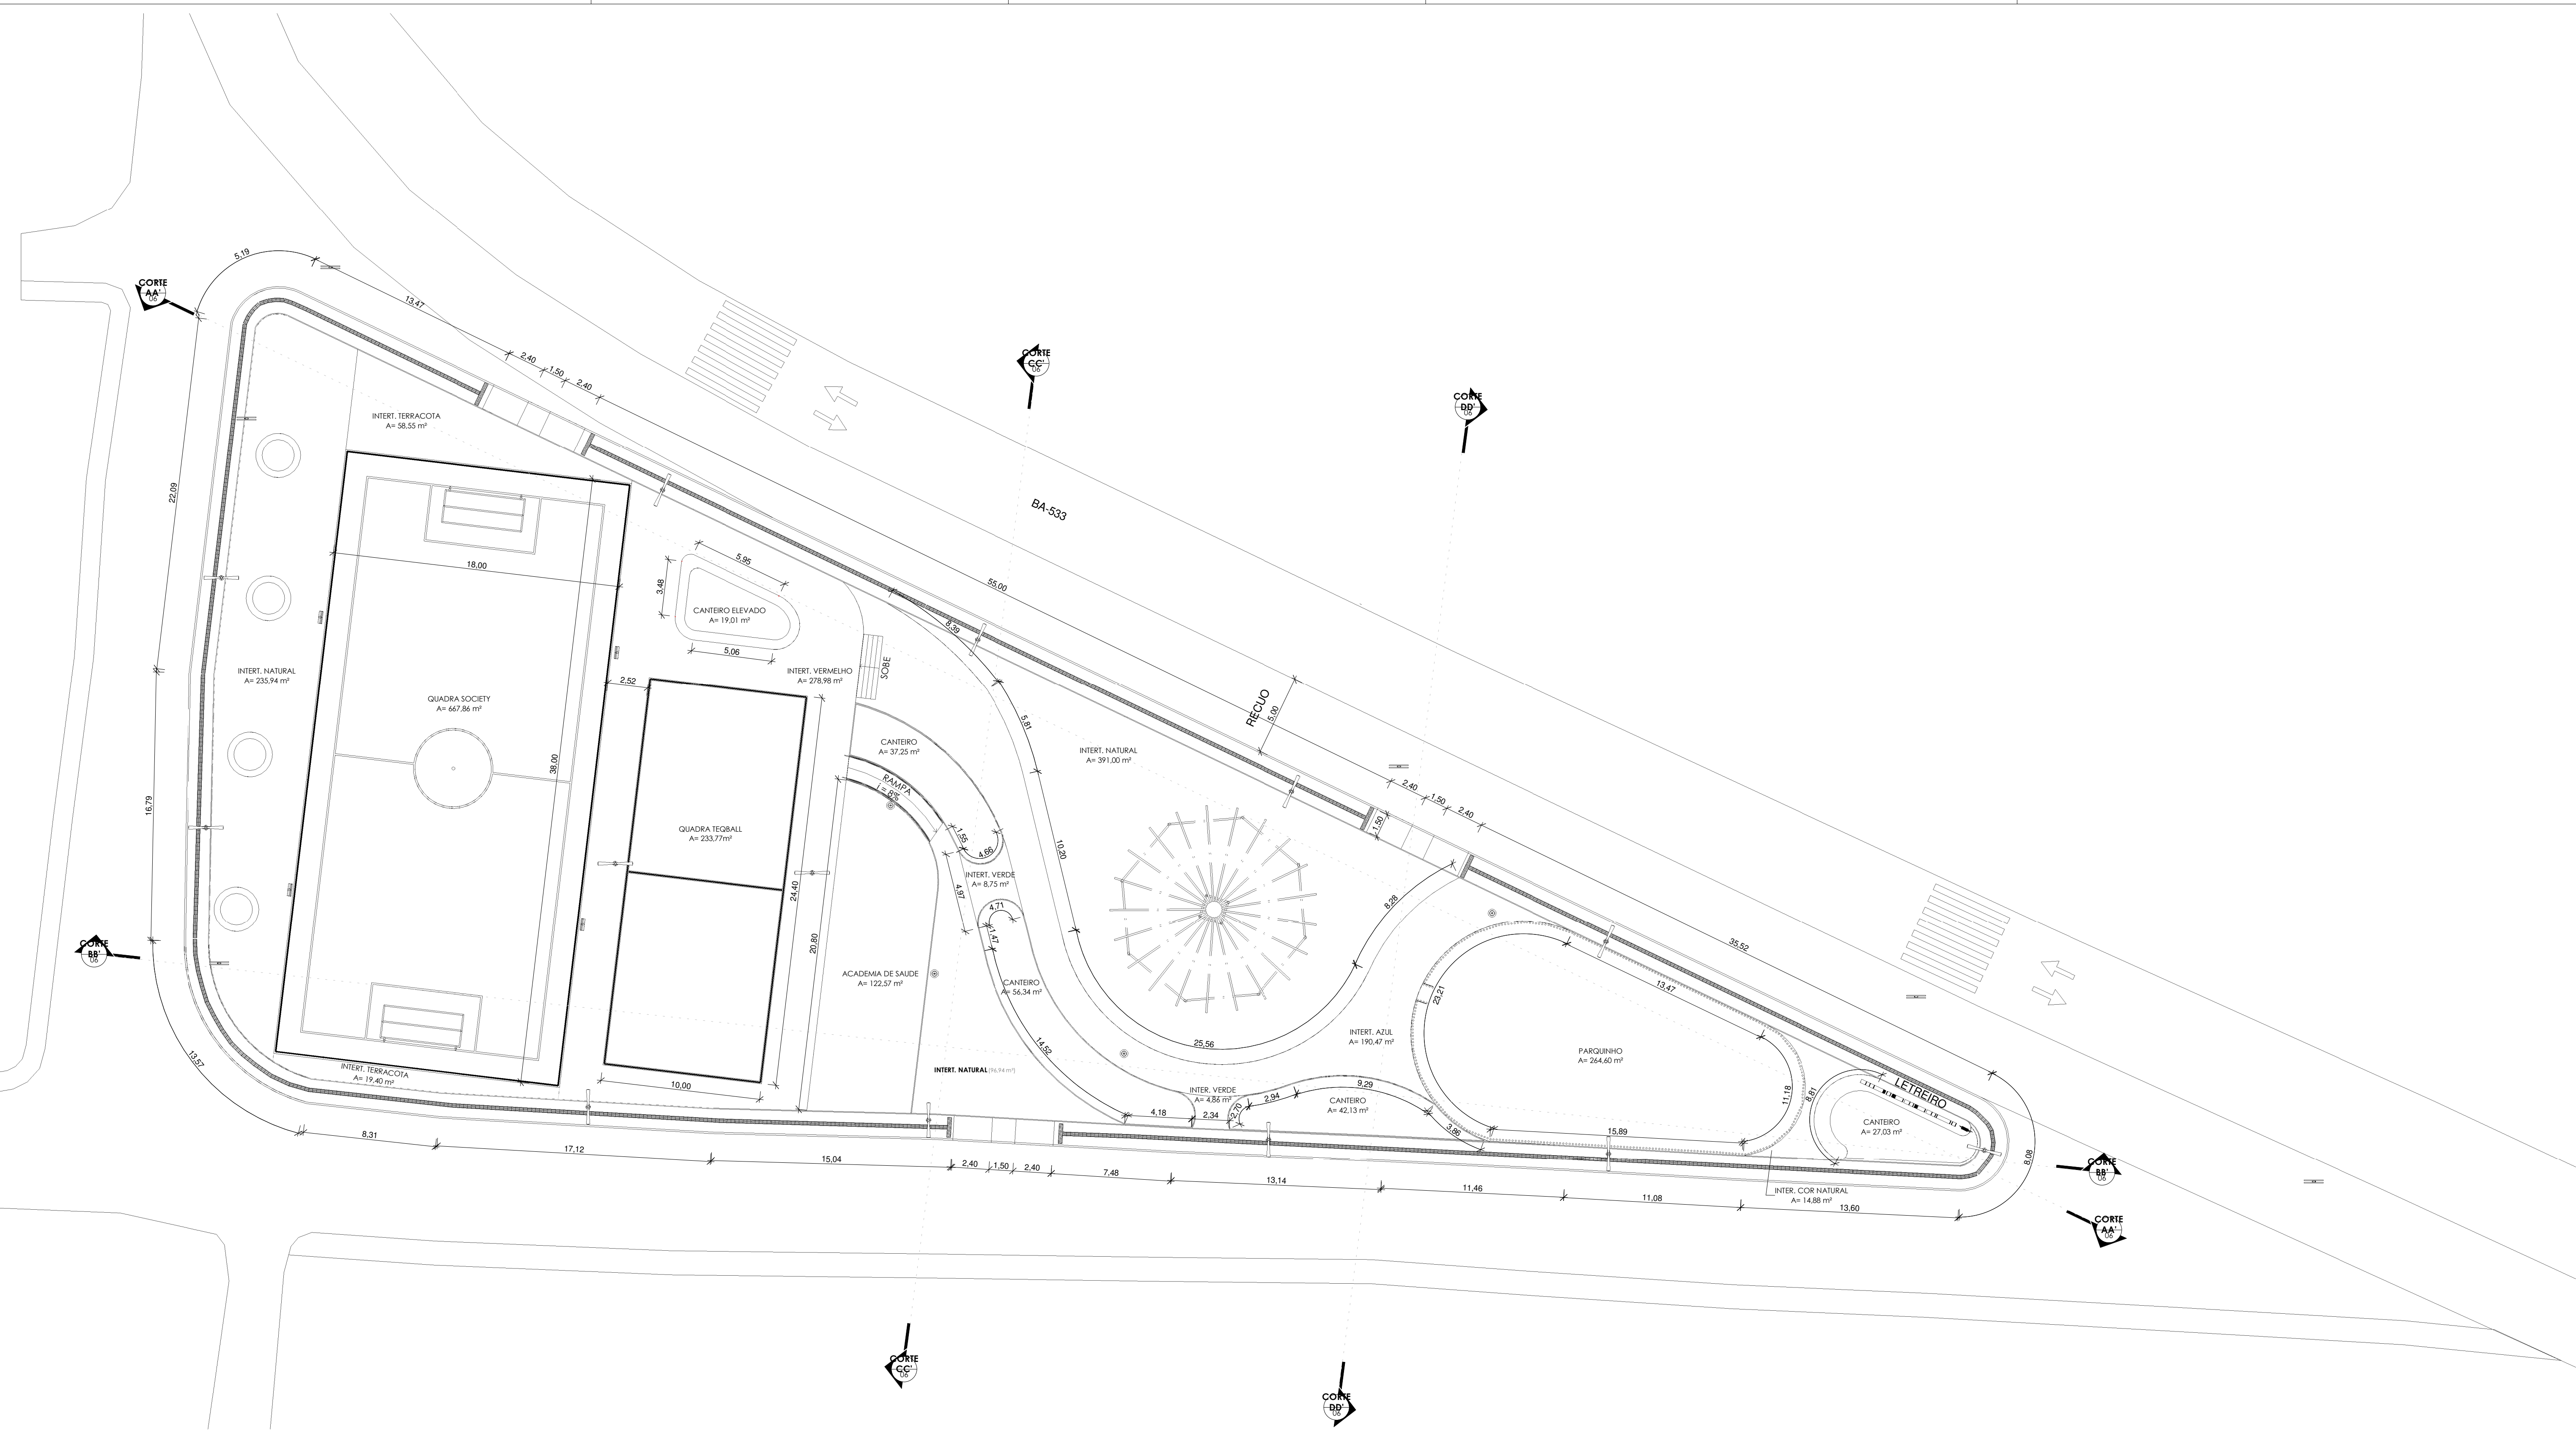 5,19
CORTE
AA'
06
13,47
2,40
1,50
2,40
CORTE
CC'
06
CORTE
DD'
06
INTERT. TERRACOTA
A= 58,55 m²
22,09
BA-533
18,00
5,95
3,48
55,00
CANTEIRO ELEVADO
A= 19,01 m²
8,39
5,06
SOBE
INTERT. NATURAL
A= 235,94 m²
INTERT. VERMELHO
A= 278,98 m²
2,52
QUADRA SOCIETY
A= 667,86 m²
RECUO
5,00
5,81
CANTEIRO
A= 37,25 m²
INTERT. NATURAL
A= 391,00 m²
38,00
RAMPA
i = 8%
2,40
1,50
2,40
16,79
1,50
QUADRA TEQBALL
A= 233,77m²
1,55
4,66
10,20
INTERT. VERDE
A= 8,75 m²
24,40
4,97
4,71
8,28
1,47
20,80
35,52
CORTE
BB'
06
ACADEMIA DE SAUDE
A= 122,57 m²
CANTEIRO
A= 56,34 m²
23,21
13,47
INTERT. AZUL
A= 190,47 m²
25,56
14,52
PARQUINHO
A= 264,60 m²
13,57
INTERT. TERRACOTA
A= 19,40 m²
INTERT. NATURAL (96,94 m²)
10,00
INTER. VERDE
A= 4,86 m²
9,29
2,94
CANTEIRO
A= 42,13 m²
11,18
8,81
LETREIRO
CANTEIRO
A= 27,03 m²
4,18
2,34
2,70
3,86
15,89
8,08
8,31
17,12
15,04
2,40
1,50
2,40
7,48
13,14
11,46
11,08
13,60
INTER. COR NATURAL
A= 14,88 m²
CORTE
BB'
06
CORTE
AA'
06
CORTE
CC'
06
CORTE
DD'
06